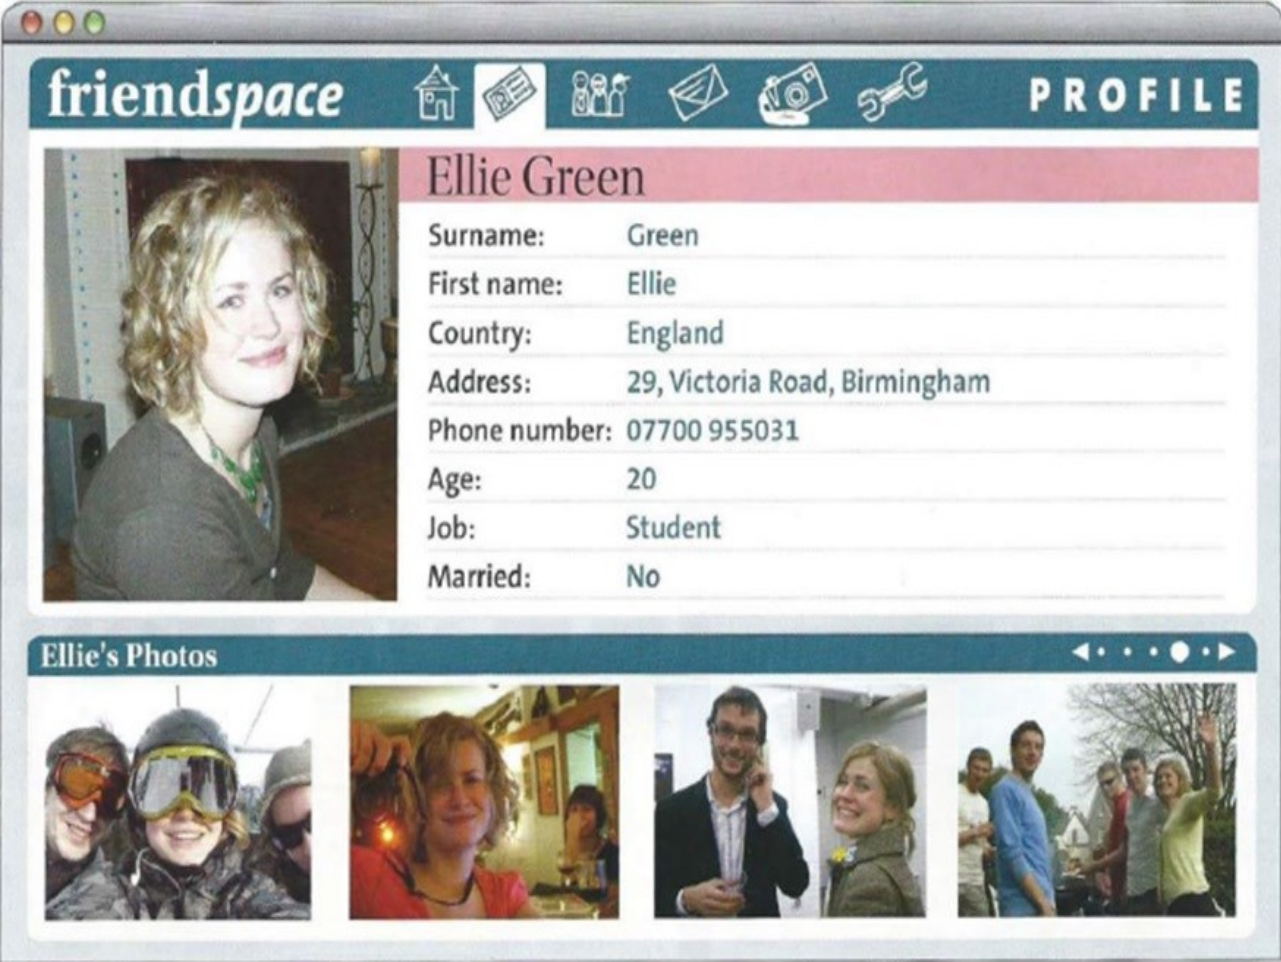 friendspace
PROFILE
Ellie Green
Surname: Green
First name: Ellie
Country: England
Address: 29, Victoria Road, Birmingham
Phone number: 07700 955031
Age: 20
Job: Student
Married: No
Ellie's Photos